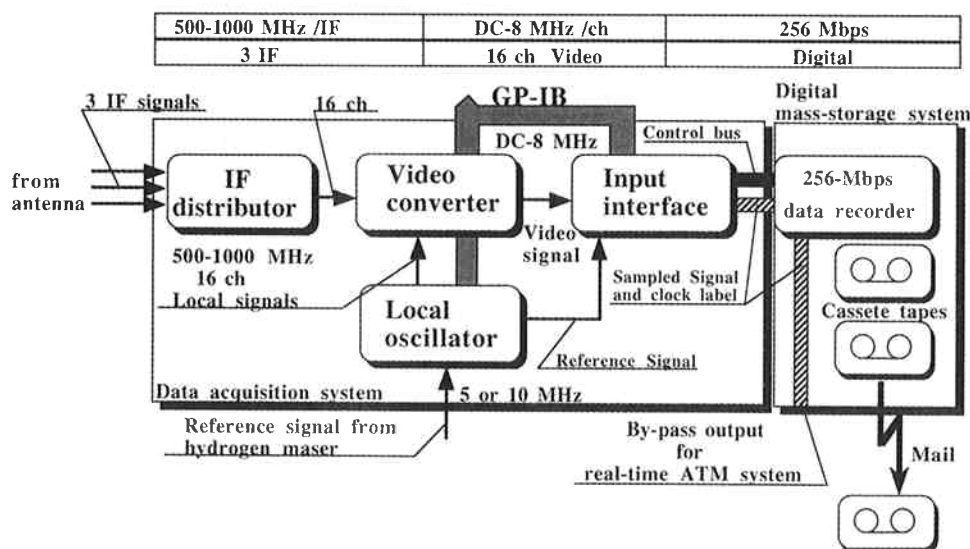 500-1000 MHz /IF DC-8 MHz /ch 256 Mbps
3 IF 16 ch Video Digital
3 IF signals
16 ch
GP-IB
DC-8 MHz
Control bus
Digital
mass-storage system
from
antenna
IF
distributor
Video
converter
Input
interface
256-Mbps
data recorder
500-1000 MHz
16 ch
Local signals
Video
signal
Sampled Signal
and clock label
Cassete tapes
Local
oscillator
Reference Signal
Data acquisition system
5 or 10 MHz
Reference signal from
hydrogen maser
By-pass output
for
real-time ATM system
Mail